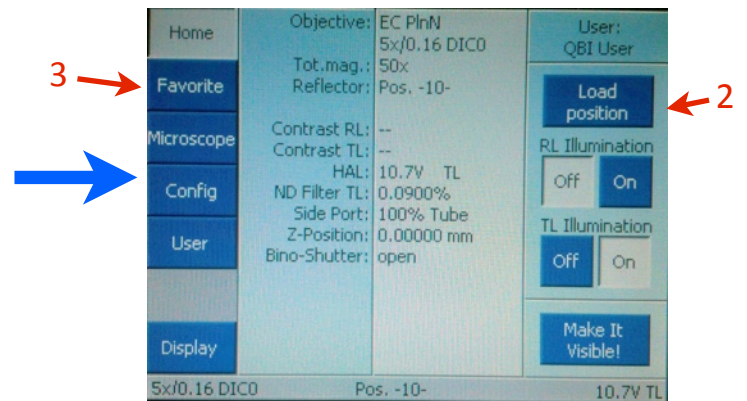 Home
Favorite
Microscope
Config
User
Display
Objective: EC PlnN
5x/0.16 DIC0
Tot.mag.: 50x
Reflector: Pos. -10-
Contrast RL: --
Contrast TL: --
HAL: 10.7V TL
ND Filter TL: 0.0900%
Side Port: 100% Tube
Z-Position: 0.00000 mm
Bino-Shutter: open
User:
QBI User
Load
position
RL Illumination
Off On
TL Illumination
Off On
Make It
Visible!
5x/0.16 DIC0 Pos. -10- 10.7V TL
3
2